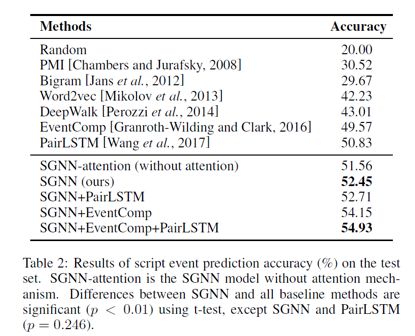 Methods Accuracy
Random 20.00
PMI [Chambers and Jurafsky, 2008] 30.52
Bigram [Jans et al., 2012] 29.67
Word2vec [Mikolov et al., 2013] 42.23
DeepWalk [Perozzi et al., 2014] 43.01
EventComp [Granroth-Wilding and Clark, 2016] 49.57
PairLSTM [Wang et al., 2017] 50.83
SGNN-attention (without attention) 51.56
SGNN (ours) 52.45
SGNN+PairLSTM 52.71
SGNN+EventComp 54.15
SGNN+EventComp+PairLSTM 54.93
Table 2: Results of script event prediction accuracy (%) on the test
set. SGNN-attention is the SGNN model without attention mech-
anism. Differences between SGNN and all baseline methods are
significant (p < 0.01) using t-test, except SGNN and PairLSTM
(p = 0.246).